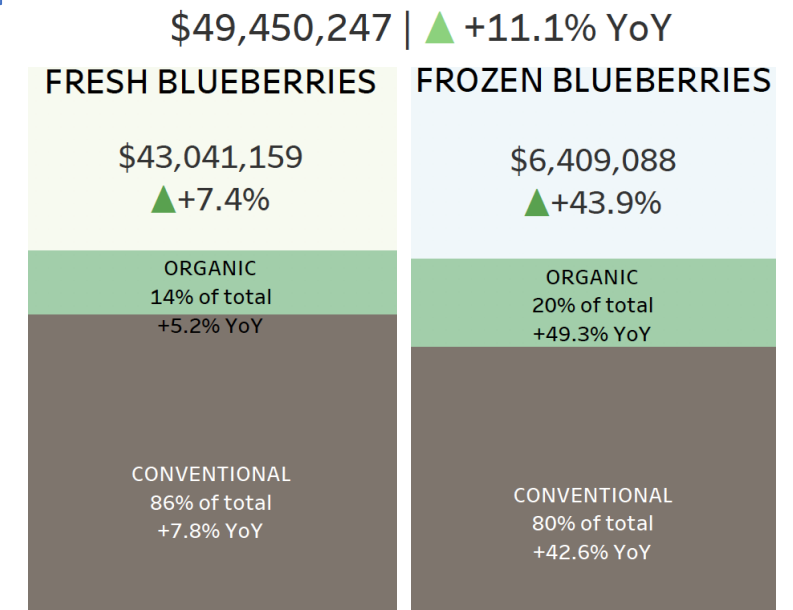 $49,450,247 | ▲ +11.1% YoY
FRESH BLUEBERRIES
$43,041,159
▲+7.4%
ORGANIC
14% of total
+5.2% YoY
CONVENTIONAL
86% of total
+7.8% YoY
FROZEN BLUEBERRIES
$6,409,088
▲+43.9%
ORGANIC
20% of total
+49.3% YoY
CONVENTIONAL
80% of total
+42.6% YoY